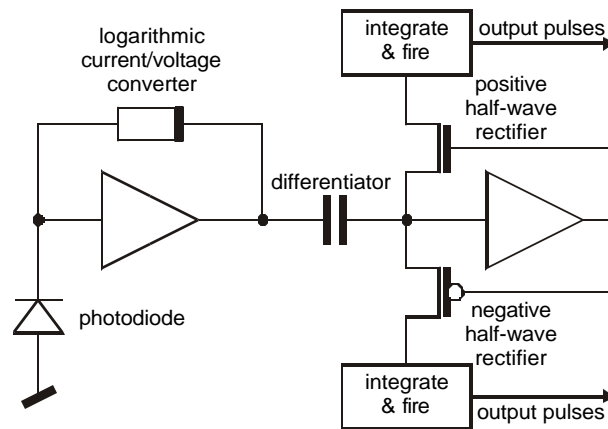 logarithmic
current/voltage
converter
integrate
& fire
output pulses
positive
half-wave
rectifier
differentiator
photodiode
negative
half-wave
rectifier
integrate
& fire
output pulses